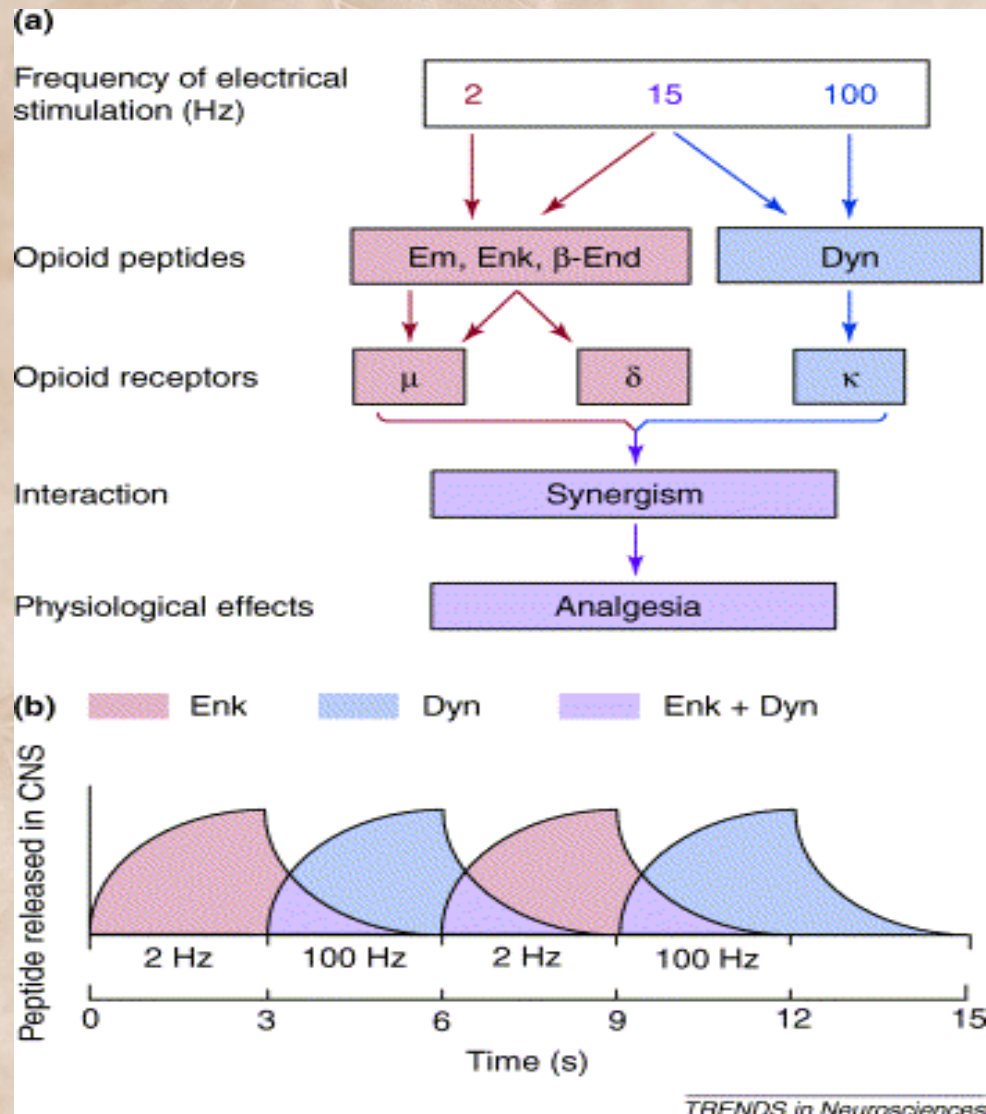 (a)
Frequency of electrical
stimulation (Hz)
2 15 100
Opioid peptides
Em, Enk, β-End
Dyn
Opioid receptors
μ
δ
κ
Interaction
Synergism
Physiological effects
Analgesia
(b) Enk Dyn Enk + Dyn
Peptide released in CNS
2 Hz 100 Hz 2 Hz 100 Hz
0 3 6 9 12 15
Time (s)
TRENDS in Neurosciences